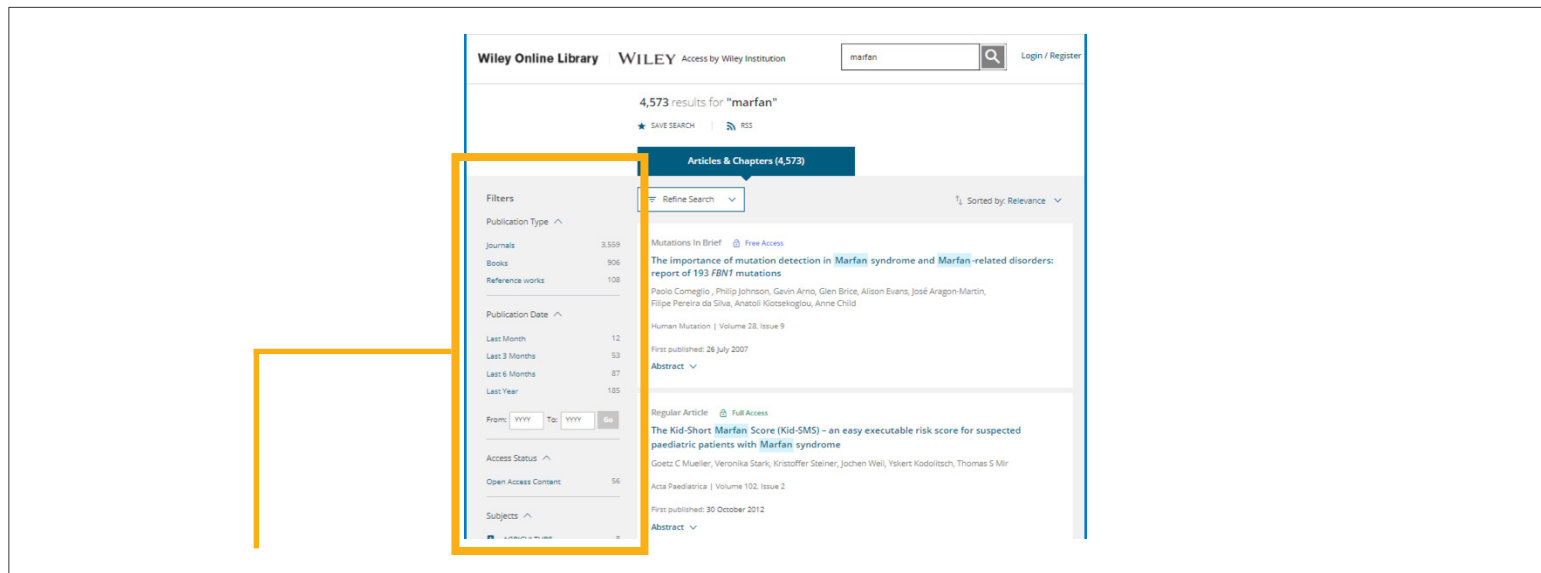 Wiley Online Library WILEY Access by Wiley Institution marfan Login / Register
4,573 results for "marfan"
SAVE SEARCH RSS
Articles & Chapters (4,573)
Filters
Publication Type
Journals 3,559
Books 906
Reference works 108
Publication Date
Last Month 12
Last 3 Months 53
Last 6 Months 87
Last Year 185
From: YYYY To: YYYY Go
Access Status
Open Access Content 56
Subjects
Refine Search Sorted by: Relevance
Mutations In Brief Free Access
The importance of mutation detection in Marfan syndrome and Marfan-related disorders:
report of 193 FBN1 mutations
Paolo Comeglio , Philip Johnson, Gavin Arno, Glen Brice, Alison Evans, José Aragon-Martin,
Filipe Pereira da Silva, Anatoli Kiotsekoglou, Anne Child
Human Mutation | Volume 28, Issue 9
First published: 26 July 2007
Abstract
Regular Article Full Access
The Kid-Short Marfan Score (Kid-SMS) – an easy executable risk score for suspected
paediatric patients with Marfan syndrome
Goetz C Mueller, Veronika Stark, Kristoffer Steiner, Jochen Weil, Yskert Kodolitsch, Thomas S Mir
Acta Paediatrica | Volume 102, Issue 2
First published: 30 October 2012
Abstract